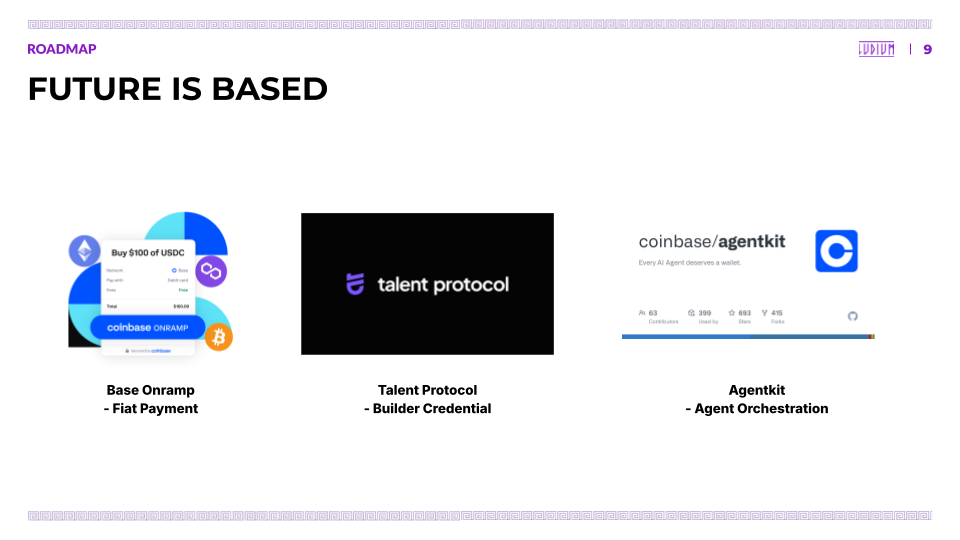 ROADMAP
LUDIUM | 9
FUTURE IS BASED
Buy $100 of USDC
Network Base
Pay with Debit card
Fees Free
Total $100.00
coinbase ONRAMP
Secured by coinbase
talent protocol
coinbase/agentkit
Every AI Agent deserves a wallet.
63 Contributors
399 Used by
693 Stars
415 Forks
Base Onramp
- Fiat Payment
Talent Protocol
- Builder Credential
Agentkit
- Agent Orchestration